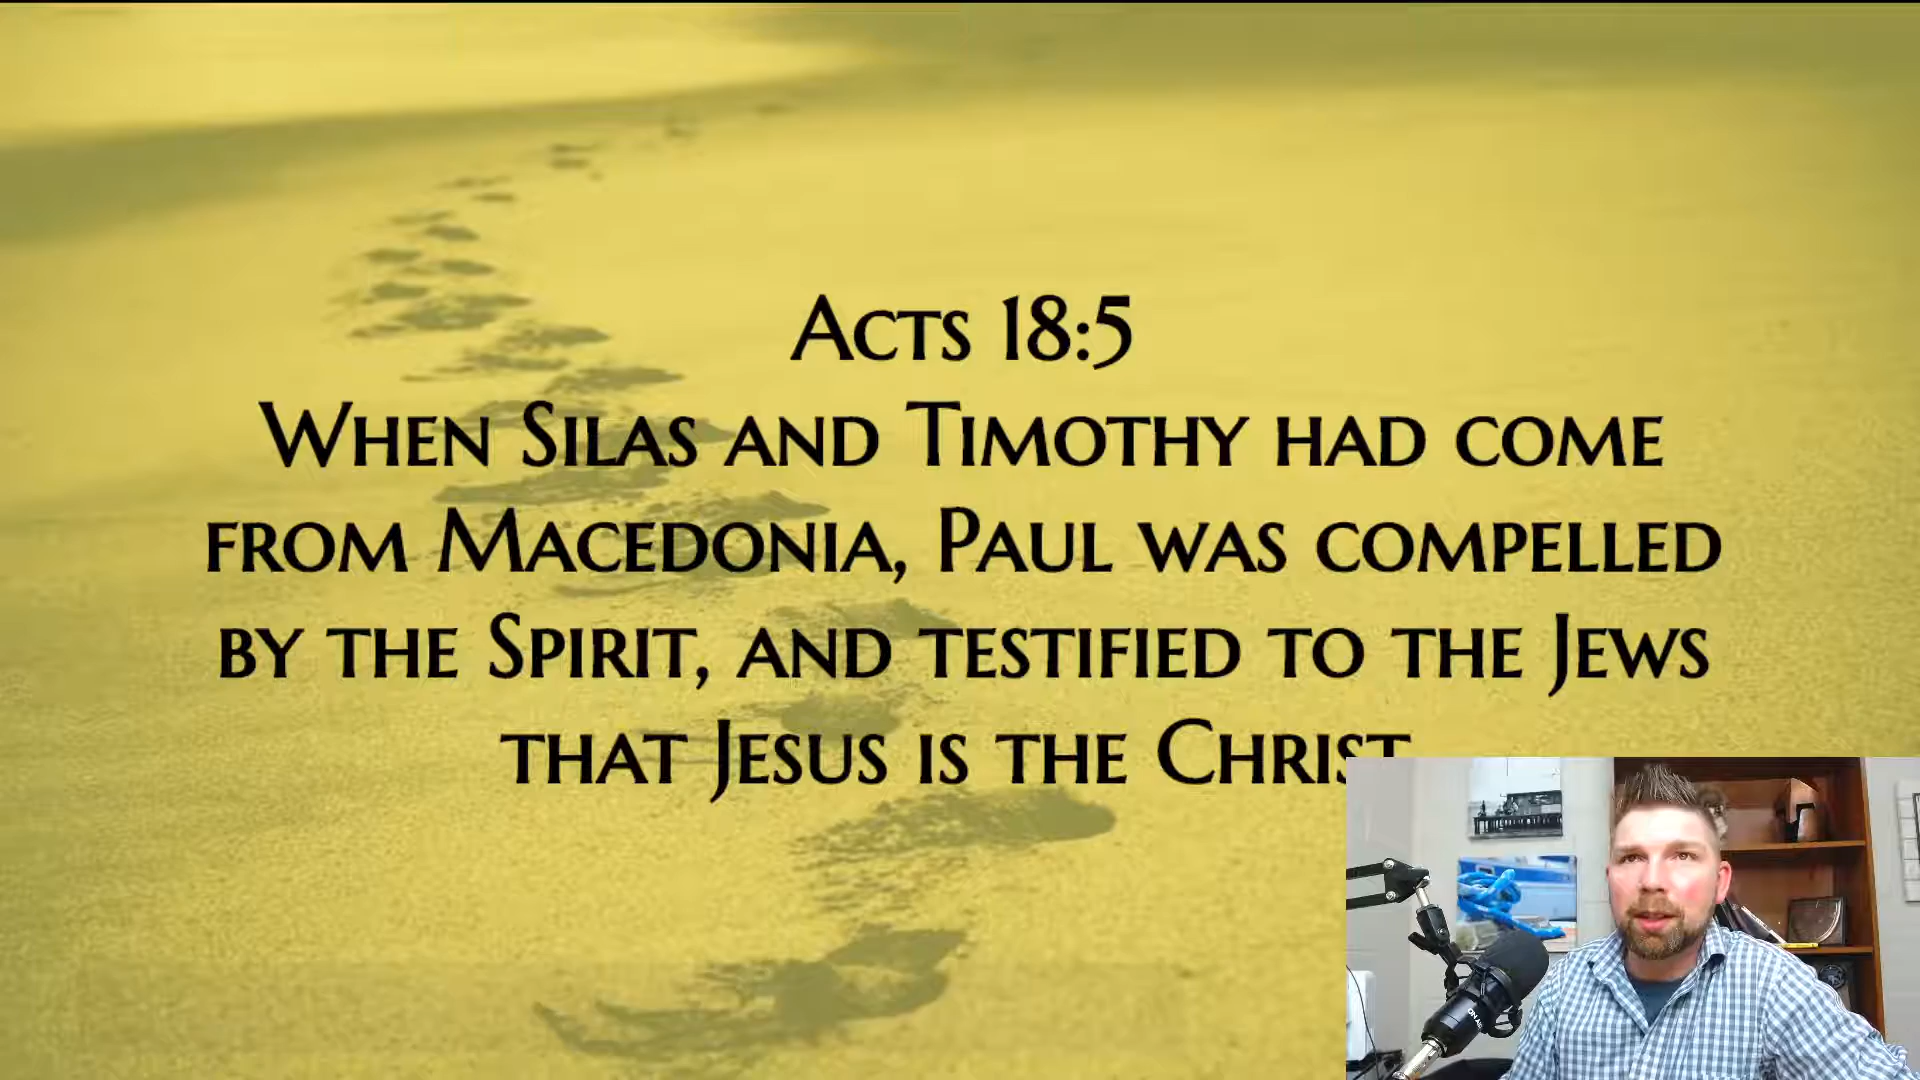 Acts 18:5
When Silas and Timothy had come
from Macedonia, Paul was compelled
by the Spirit, and testified to the Jews
that Jesus is the Christ